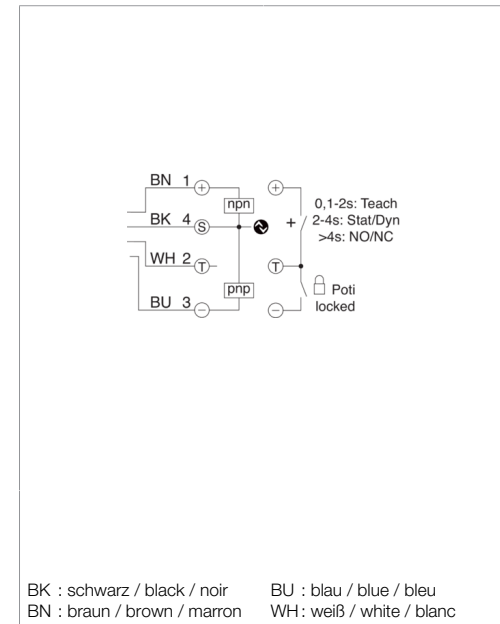 BN 1 +
npn
+
0,1-2s: Teach
BK 4 S
+
2-4s: Stat/Dyn
>4s: NO/NC
WH 2 T
T
pnp
Poti
locked
BU 3 −
−
BK : schwarz / black / noir
BU : blau / blue / bleu
BN : braun / brown / marron
WH : weiß / white / blanc